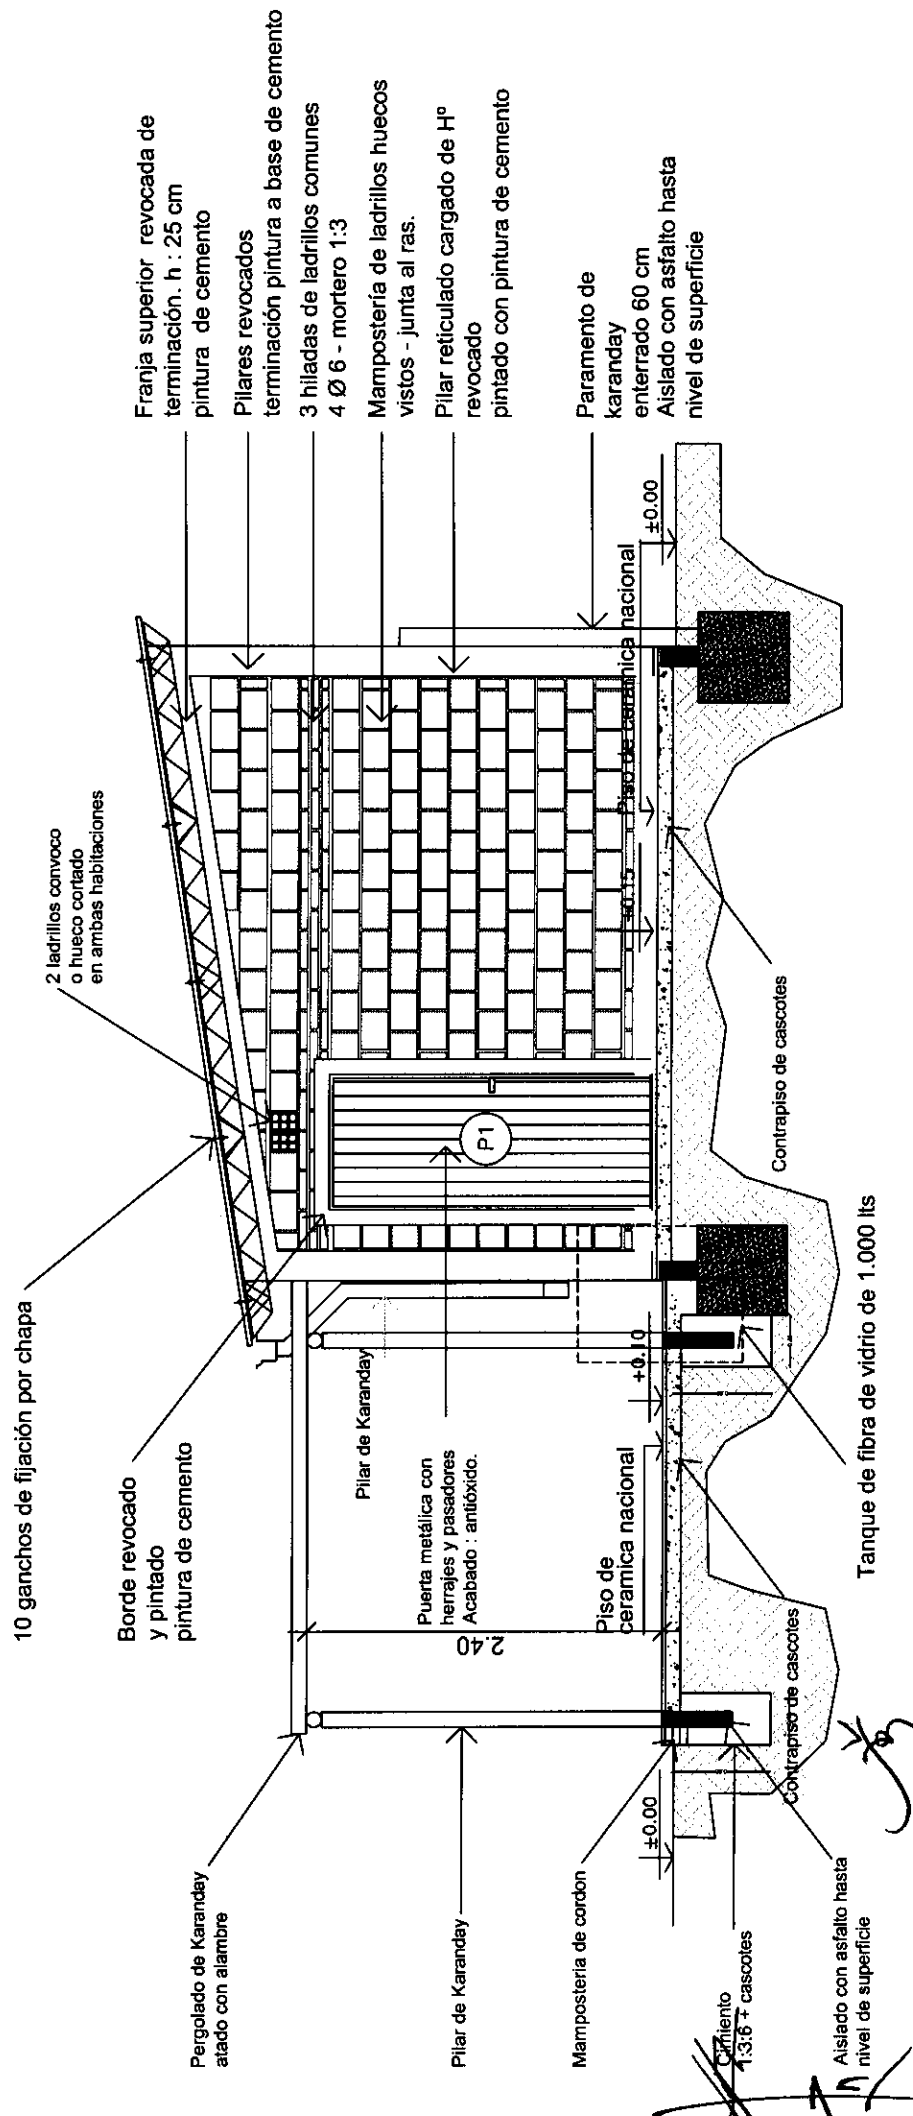 10 ganchos de fijación por chapa
2 ladrillos convoco
o hueco cortado
en ambas habitaciones
Franja superior revocada de
terminación. h : 25 cm
pintura de cemento
Pilares revocados
terminación pintura a base de cemento
3 hiladas de ladrillos comunes
4 Ø 6 - mortero 1:3
Mampostería de ladrillos huecos
vistos - junta al ras.
Pilar reticulado cargado de Hº
revocado
pintado con pintura de cemento
Paramento de
karanday
enterrado 60 cm
Aislado con asfalto hasta
nivel de superficie
Borde revocado
y pintado
pintura de cemento
Pergolado de Karanday
atado con alambre
Pilar de Karanday
Pilar de Karanday
Puerta metálica con
herrajes y pasadores
Acabado : antióxido.
P1
2.40
Piso de
ceramica nacional
+0.10
+0.15
Piso de ceramica nacional
±0.00
±0.00
Mamposteria de cordon
Cimiento
1:3:6 + cascotes
Aislado con asfalto hasta
nivel de superficie
Contrapiso de cascotes
Contrapiso de cascotes
Tanque de fibra de vidrio de 1.000 lts